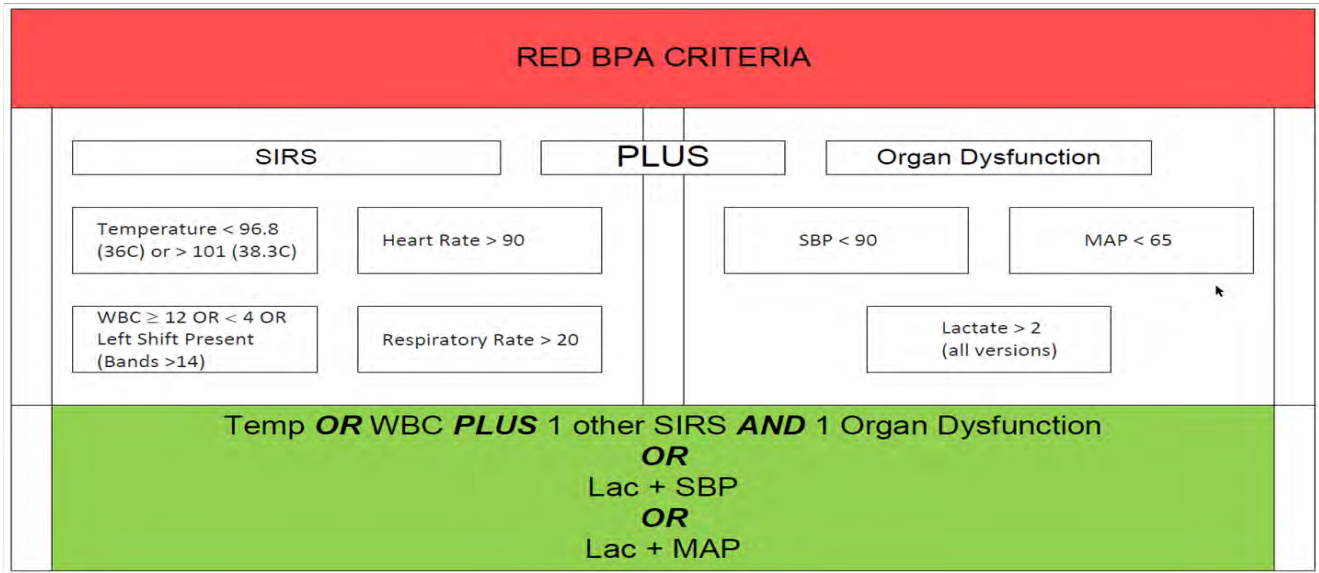 RED BPA CRITERIA
SIRS
PLUS
Organ Dysfunction
Temperature < 96.8
(36C) or > 101 (38.3C)
Heart Rate > 90
SBP < 90
MAP < 65
WBC ≥ 12 OR < 4 OR
Left Shift Present
(Bands >14)
Respiratory Rate > 20
Lactate > 2
(all versions)
Temp OR WBC PLUS 1 other SIRS AND 1 Organ Dysfunction
OR
Lac + SBP
OR
Lac + MAP